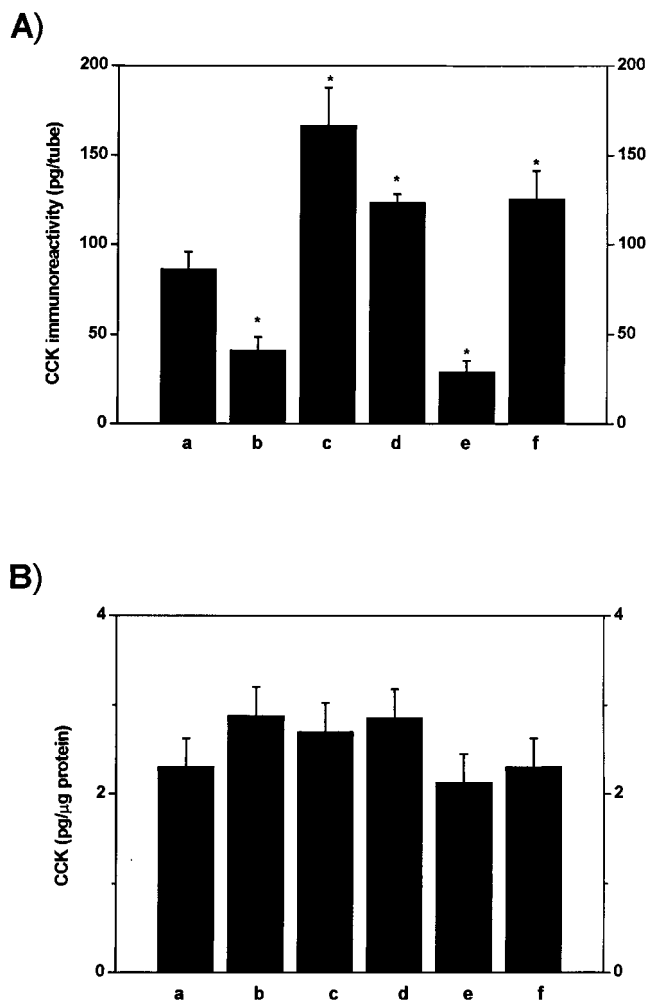 A)
200 200
*
150 150
* *
CCK immunoreactivity (pg/tube)
100 100
50 * 50
*
0 0
a b c d e f
B)
4 4
CCK (pg/µg protein)
2 2
0 0
a b c d e f